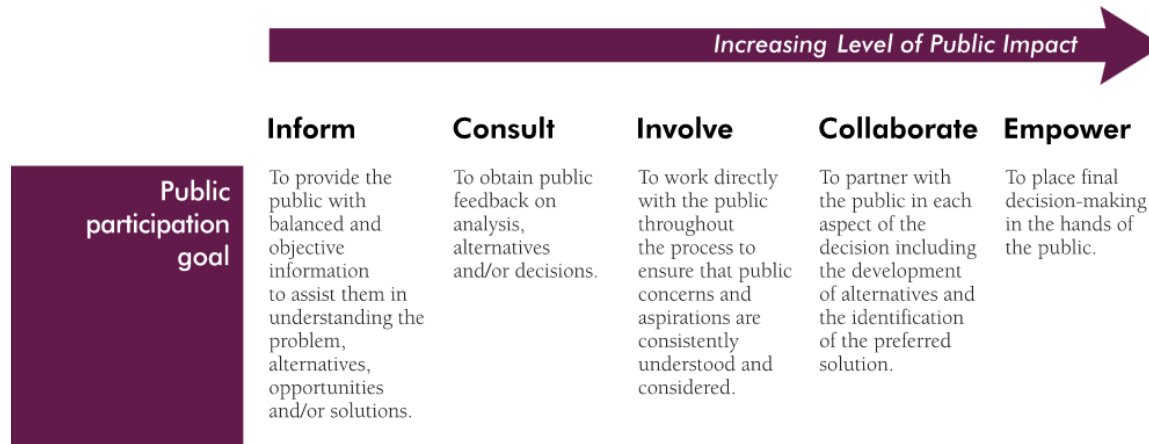 Increasing Level of Public Impact
Inform
Consult
Involve
Collaborate
Empower
Public
participation
goal
To provide the
public with
balanced and
objective
information
to assist them in
understanding the
problem,
alternatives,
opportunities
and/or solutions.
To obtain public
feedback on
analysis,
alternatives
and/or decisions.
To work directly
with the public
throughout
the process to
ensure that public
concerns and
aspirations are
consistently
understood and
considered.
To partner with
the public in each
aspect of the
decision including
the development
of alternatives and
the identification
of the preferred
solution.
To place final
decision-making
in the hands of
the public.